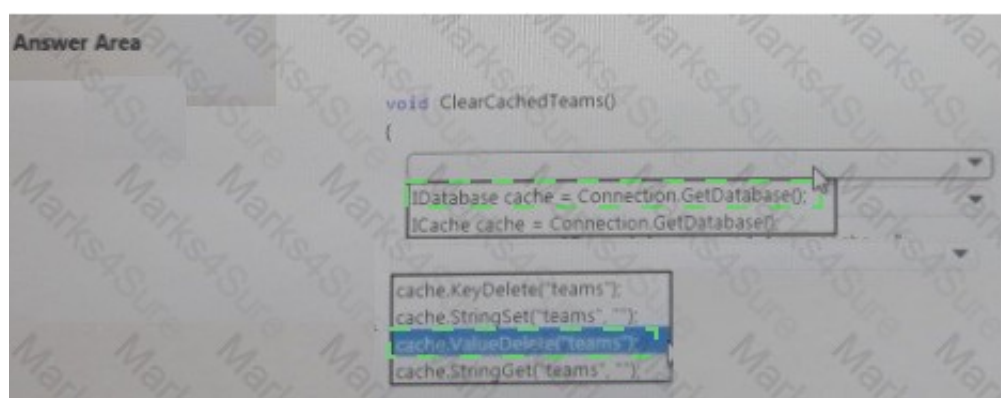 Answer Area
void ClearCachedTeams()
{
IDatabase cache = Connection.GetDatabase();
ICache cache = Connection.GetDatabase();
cache.KeyDelete("teams");
cache.StringSet("teams", "");
cache.ValueDelete("teams");
cache.StringGet("teams", "");
Marks4Sure